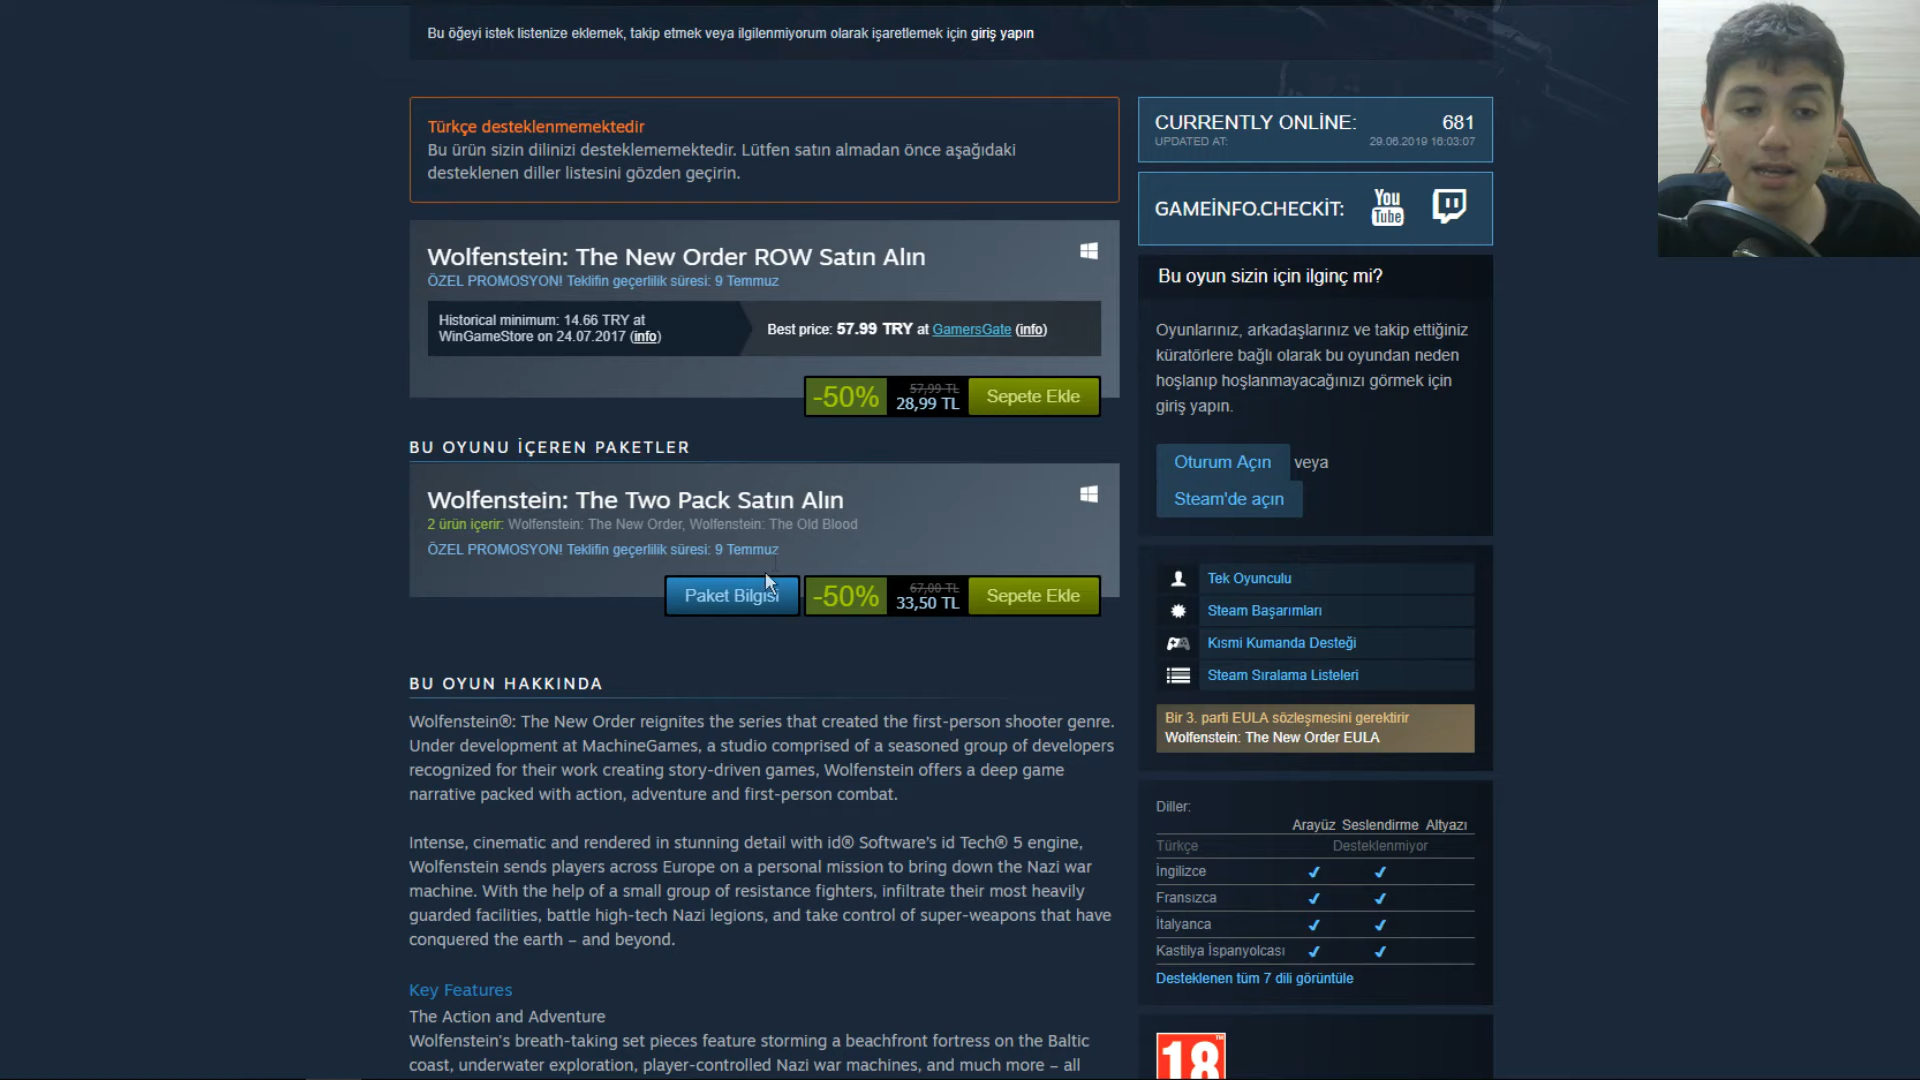 Bu öğeyi istek listenize eklemek, takip etmek veya ilgilenmiyorum olarak işaretlemek için giriş yapın
Türkçe desteklenmemektedir
Bu ürün sizin dilinizi desteklememektedir. Lütfen satın almadan önce aşağıdaki
desteklenen diller listesini gözden geçirin.
Wolfenstein: The New Order ROW Satın Alın
ÖZEL PROMOSYON! Teklifin geçerlilik süresi: 9 Temmuz
Historical minimum: 14.66 TRY at
WinGameStore on 24.07.2017 (info)
Best price: 57.99 TRY at GamersGate (info)
-50%
57,99 TL
28,99 TL
Sepete Ekle
BU OYUNU İÇEREN PAKETLER
Wolfenstein: The Two Pack Satın Alın
2 ürün içerir: Wolfenstein: The New Order, Wolfenstein: The Old Blood
ÖZEL PROMOSYON! Teklifin geçerlilik süresi: 9 Temmuz
Paket Bilgisi
-50%
67,00 TL
33,50 TL
Sepete Ekle
BU OYUN HAKKINDA
Wolfenstein®: The New Order reignites the series that created the first-person shooter genre.
Under development at MachineGames, a studio comprised of a seasoned group of developers
recognized for their work creating story-driven games, Wolfenstein offers a deep game
narrative packed with action, adventure and first-person combat.
Intense, cinematic and rendered in stunning detail with id® Software's id Tech® 5 engine,
Wolfenstein sends players across Europe on a personal mission to bring down the Nazi war
machine. With the help of a small group of resistance fighters, infiltrate their most heavily
guarded facilities, battle high-tech Nazi legions, and take control of super-weapons that have
conquered the earth – and beyond.
Key Features
The Action and Adventure
Wolfenstein's breath-taking set pieces feature storming a beachfront fortress on the Baltic
coast, underwater exploration, player-controlled Nazi war machines, and much more – all
CURRENTLY ONLİNE: 681
UPDATED AT: 29.06.2019 16:03:07
GAMEİNFO.CHECKİT:
You
Tube
Bu oyun sizin için ilginç mi?
Oyunlarınız, arkadaşlarınız ve takip ettiğiniz
küratörlere bağlı olarak bu oyundan neden
hoşlanıp hoşlanmayacağınızı görmek için
giriş yapın.
Oturum Açın veya
Steam'de açın
Tek Oyunculu
Steam Başarımları
Kısmi Kumanda Desteği
Steam Sıralama Listeleri
Bir 3. parti EULA sözleşmesini gerektirir
Wolfenstein: The New Order EULA
Diller:
Arayüz Seslendirme Altyazı
Türkçe Desteklenmiyor
İngilizce
Fransızca
İtalyanca
Kastilya İspanyolcası
Desteklenen tüm 7 dili görüntüle
18